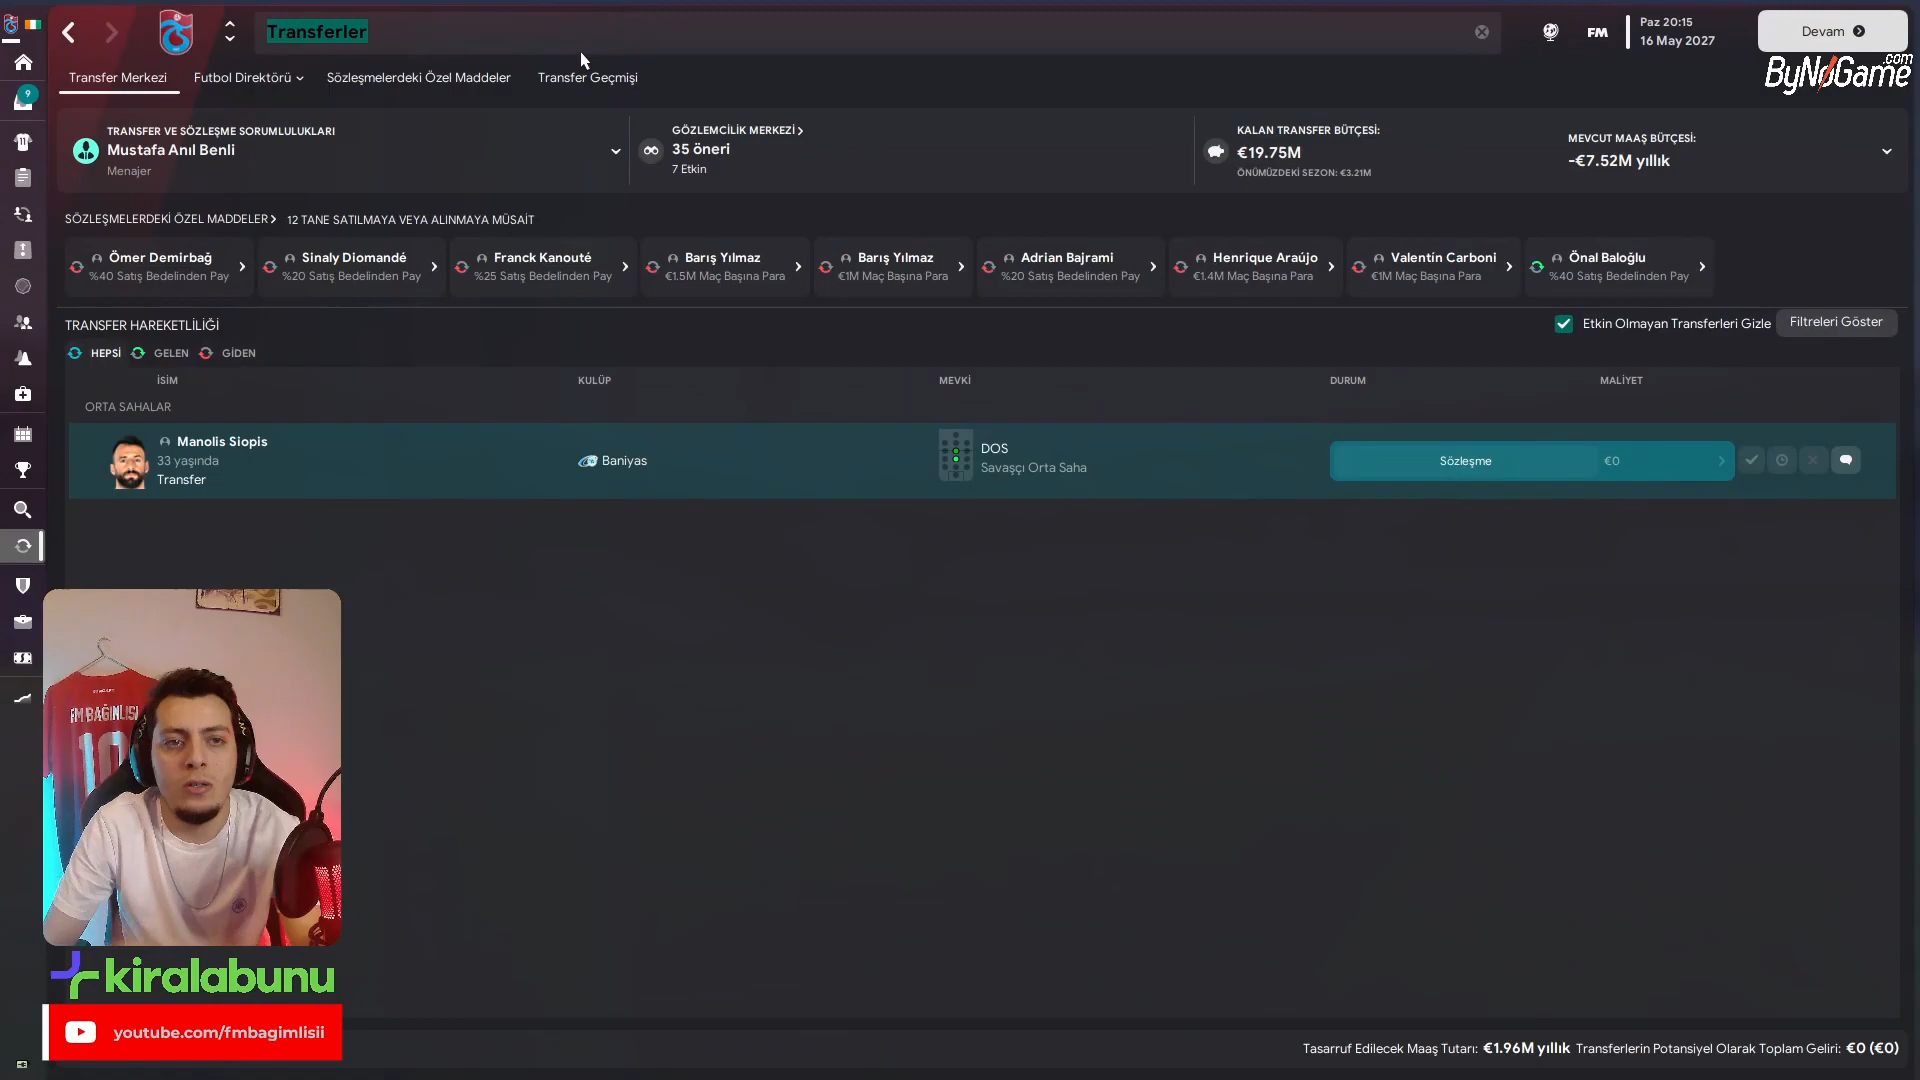 Transferler
FM
Paz 20:15
16 May 2027
Devam
ByNoGame.com
9
Transfer Merkezi
Futbol Direktörü
Sözleşmelerdeki Özel Maddeler
Transfer Geçmişi
TRANSFER VE SÖZLEŞME SORUMLULUKLARI
Mustafa Anıl Benli
Menajer
GÖZLEMCİLİK MERKEZİ
35 öneri
7 Etkin
KALAN TRANSFER BÜTÇESİ:
€19.75M
ÖNÜMÜZDEKİ SEZON: €3.21M
MEVCUT MAAŞ BÜTÇESİ:
-€7.52M yıllık
SÖZLEŞMELERDEKİ ÖZEL MADDELER
12 TANE SATILMAYA VEYA ALINMAYA MÜSAİT
Ömer Demirbağ
%40 Satış Bedelinden Pay
Sinaly Diomandé
%20 Satış Bedelinden Pay
Franck Kanouté
%25 Satış Bedelinden Pay
Barış Yılmaz
€1.5M Maç Başına Para
Barış Yılmaz
€1M Maç Başına Para
Adrian Bajrami
%20 Satış Bedelinden Pay
Henrique Araújo
€1.4M Maç Başına Para
Valentín Carboni
€1M Maç Başına Para
Önal Baloğlu
%40 Satış Bedelinden Pay
TRANSFER HAREKETLİLİĞİ
Etkin Olmayan Transferleri Gizle
Filtreleri Göster
HEPSİ
GELEN
GİDEN
İSİM
KULÜP
MEVKİ
DURUM
MALİYET
ORTA SAHALAR
Manolis Siopis
33 yaşında
Transfer
Baniyas
DOS
Savaşçı Orta Saha
Sözleşme
€0
FM BAĞIMLISI
10
kiralabunu
youtube.com/fmbagimlisii
Tasarruf Edilecek Maaş Tutarı: €1.96M yıllık Transferlerin Potansiyel Olarak Toplam Geliri: €0 (€0)